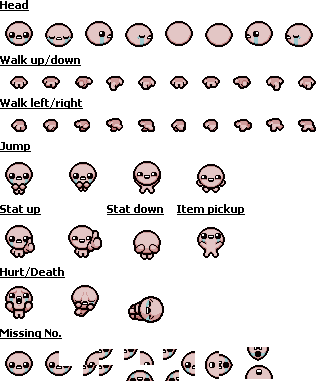 Head
Walk up/down
Walk left/right
Jump
Stat up Stat down Item pickup
Hurt/Death
Missing No.